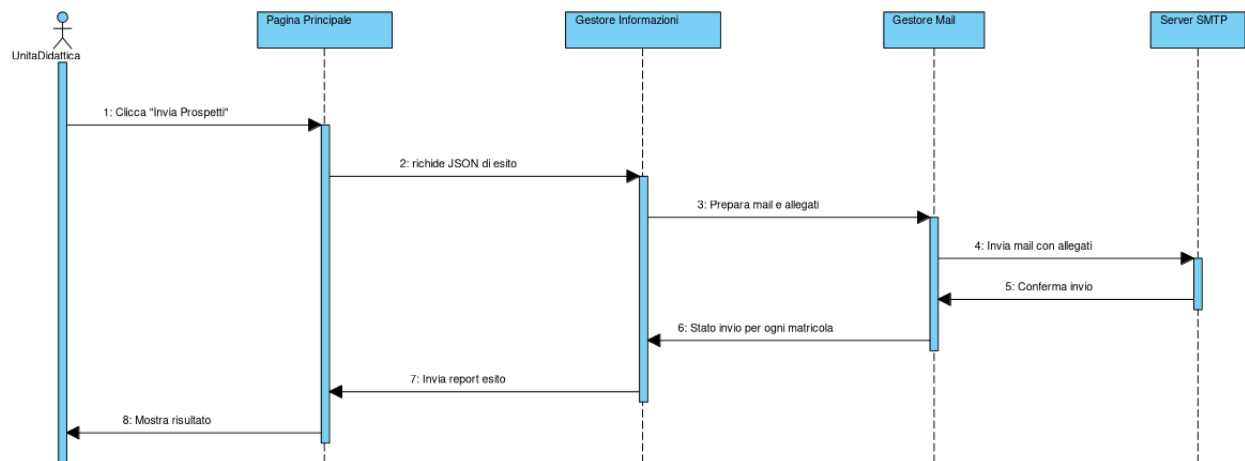 Pagina Principale
Gestore Informazioni
Gestore Mail
Server SMTP
UnitaDidattica
1: Clicca "Invia Prospetti"
2: richide JSON di esito
3: Prepara mail e allegati
4: Invia mail con allegati
5: Conferma invio
6: Stato invio per ogni matricola
7: Invia report esito
8: Mostra risultato